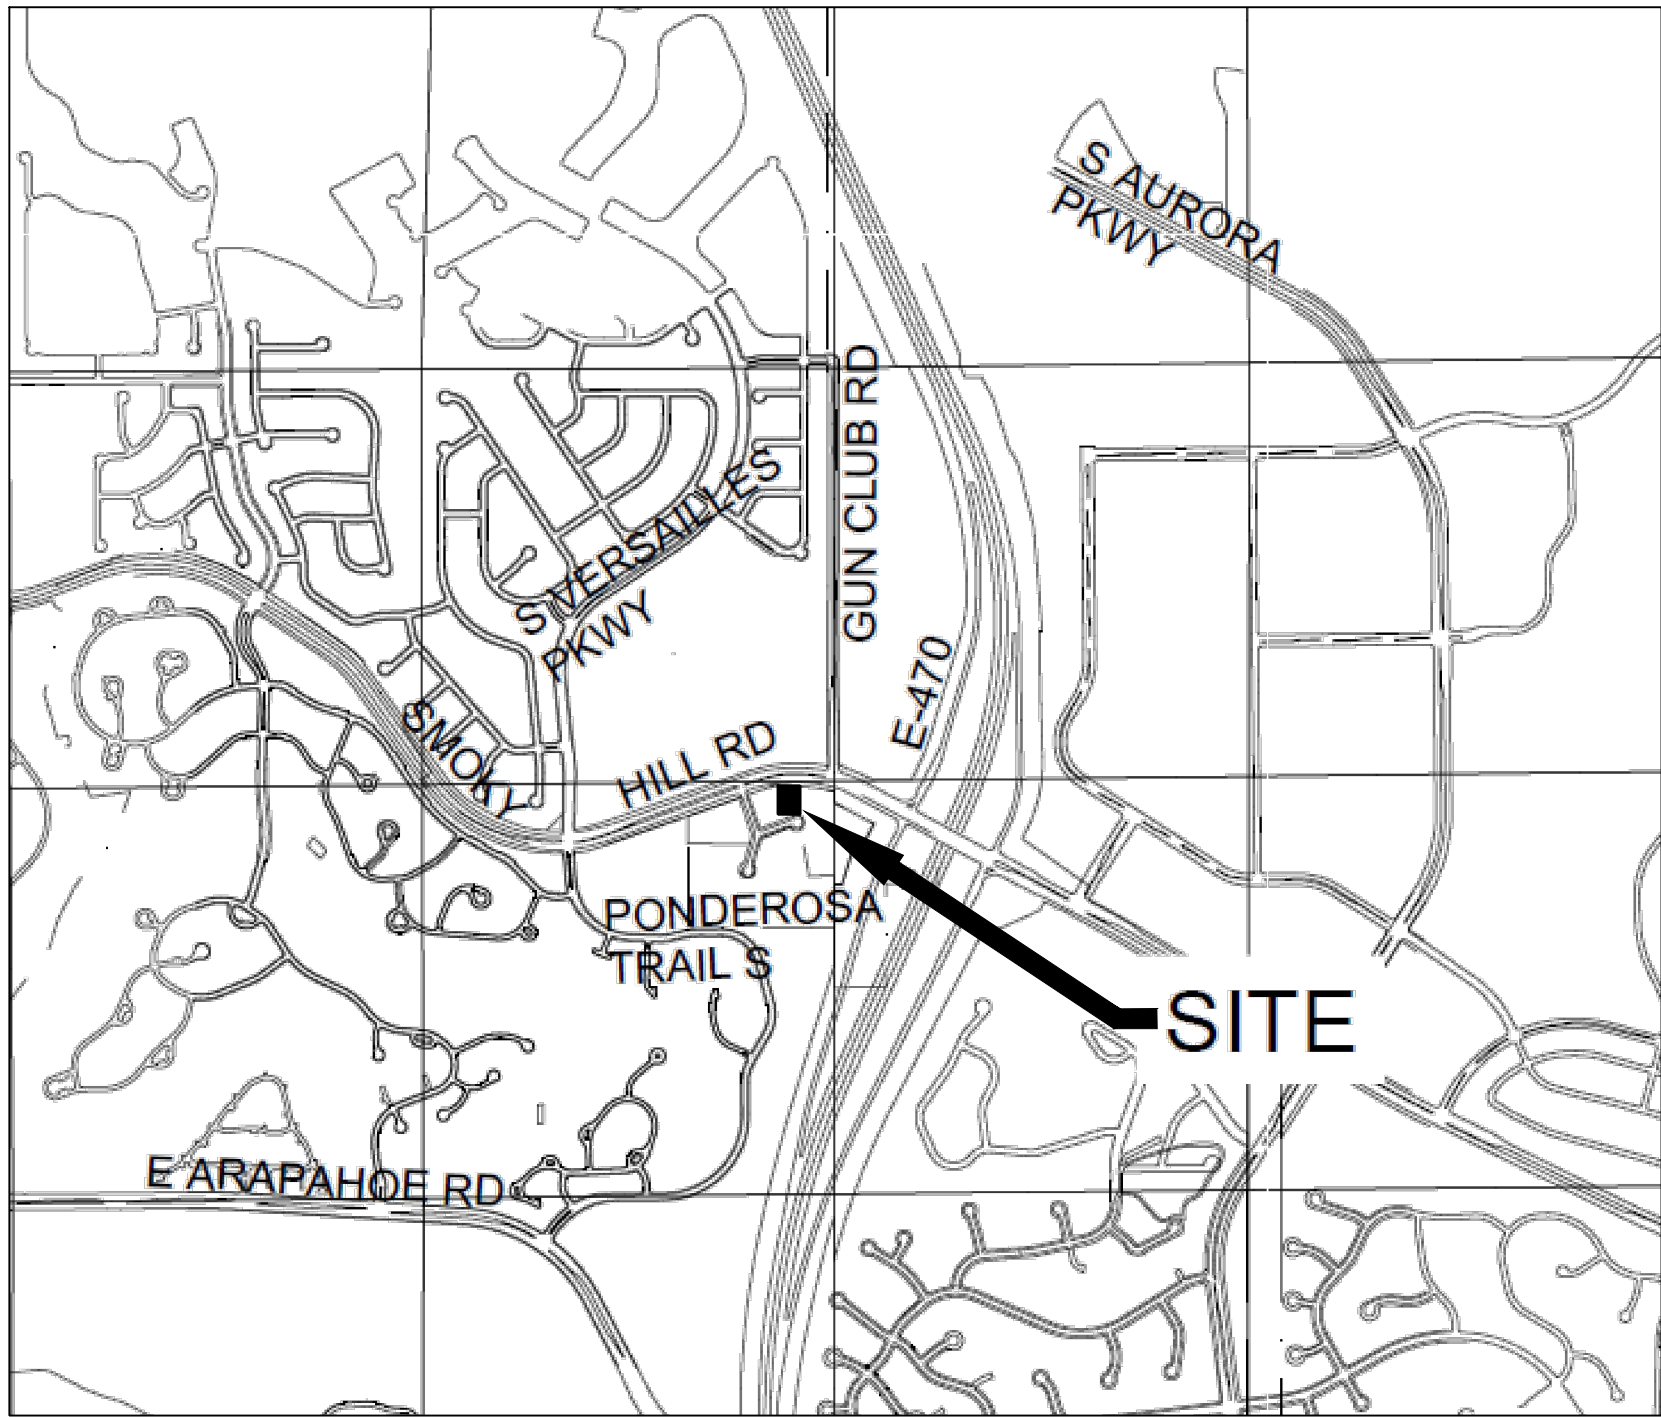 S AURORA
PKWY
GUN CLUB RD
S VERSAILLES
PKWY
E-470
SMOKY
HILL RD
PONDEROSA
TRAIL S
SITE
E ARAPAHOE RD